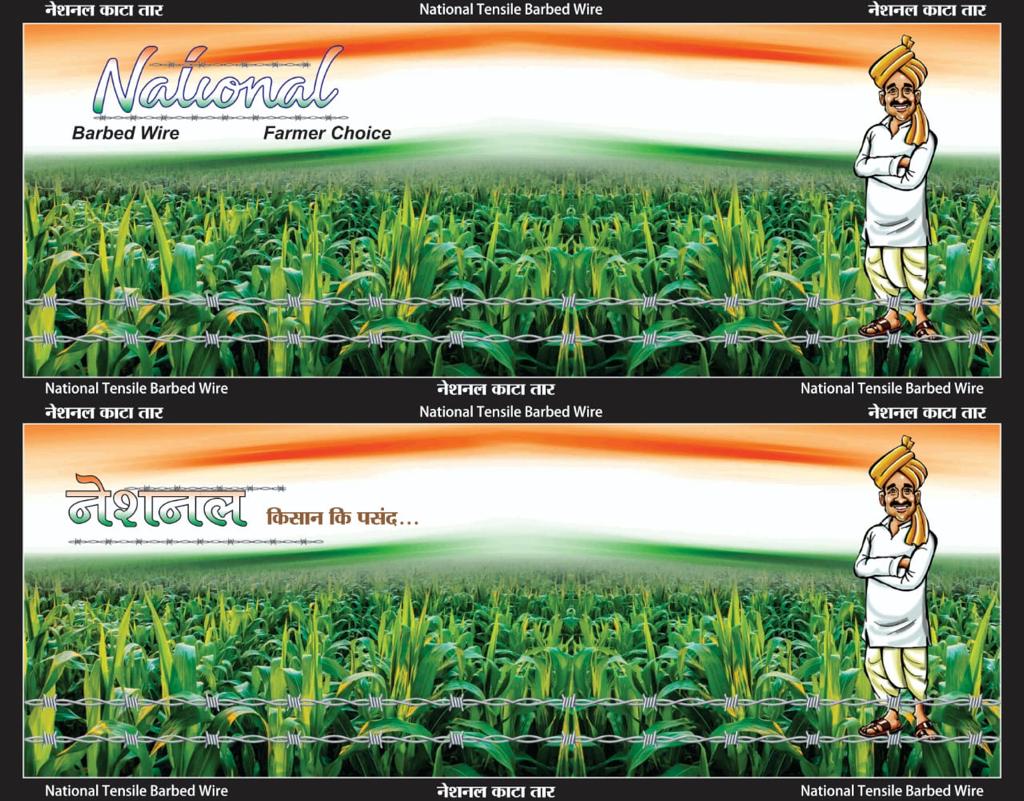 नेशनल काटा तार National Tensile Barbed Wire नेशनल काटा तार
National
Barbed Wire Farmer Choice
National Tensile Barbed Wire नेशनल काटा तार National Tensile Barbed Wire
नेशनल काटा तार National Tensile Barbed Wire नेशनल काटा तार
नेशनल किसान कि पसंद...
National Tensile Barbed Wire नेशनल काटा तार National Tensile Barbed Wire